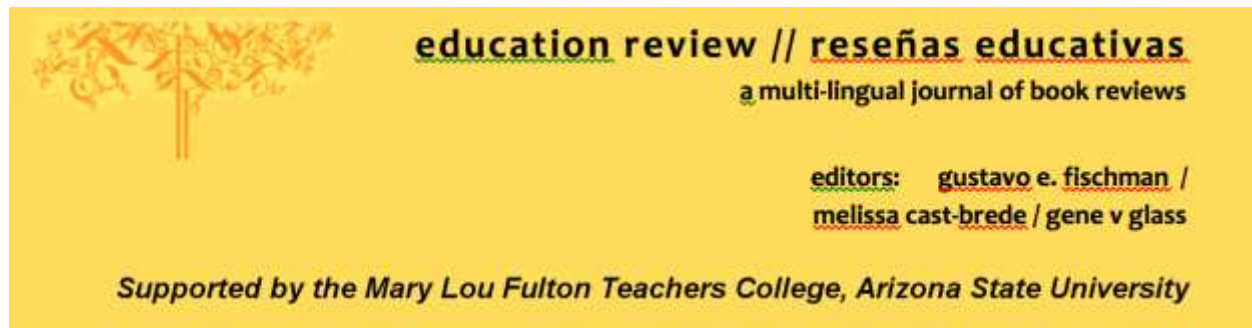 education review // reseñas educativas
a multi-lingual journal of book reviews
editors: gustavo e. fischman /
melissa cast-brede / gene v glass
Supported by the Mary Lou Fulton Teachers College, Arizona State University